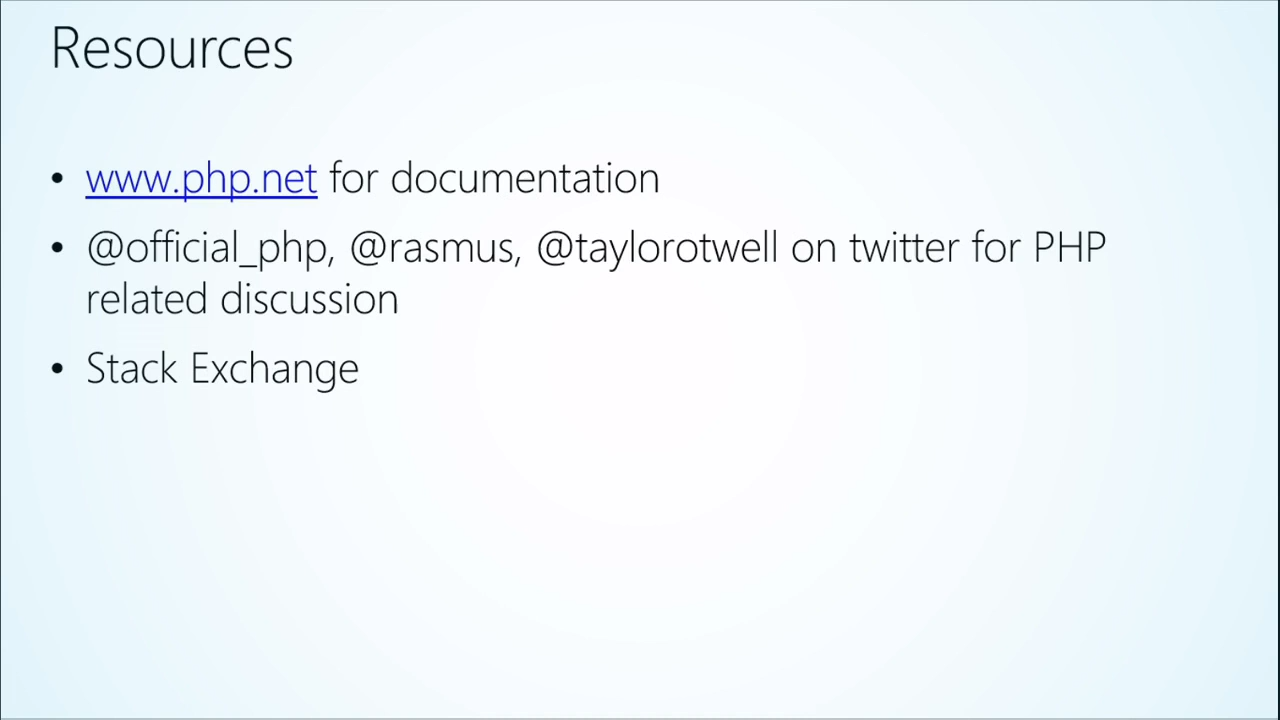 Resources
• www.php.net for documentation
• @official_php, @rasmus, @taylorotwell on twitter for PHP
related discussion
• Stack Exchange